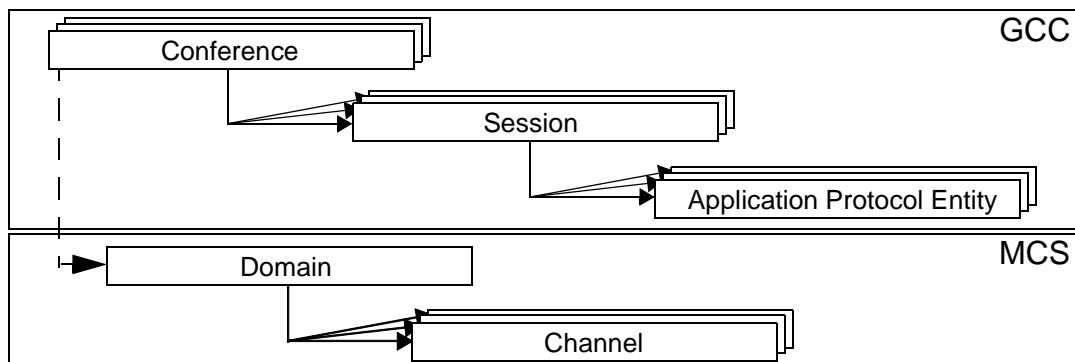 GCC
Conference
Session
Application Protocol Entity
MCS
Domain
Channel